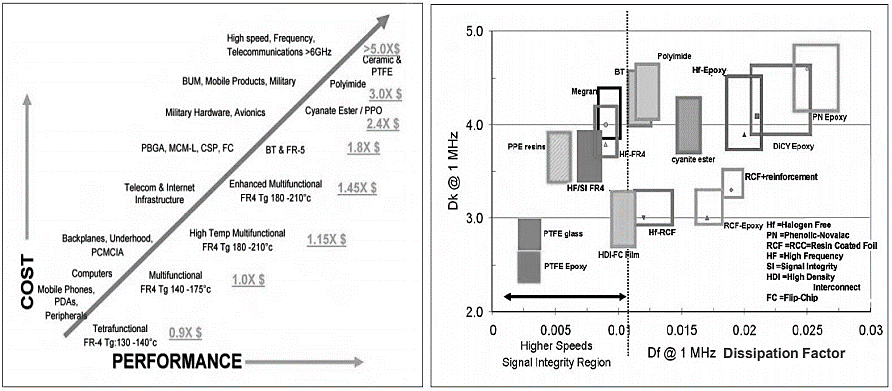 High speed, Frequency,
Telecommunications >6GHz
>5.0X$
Ceramic &
PTFE
BUM, Mobile Products, Military
Polyimide
3.0X $
Military Hardware, Avionics
Cyanate Ester / PPO
2.4X $
PBGA, MCM-L, CSP, FC
BT & FR-5
1.8X $
Telecom & Internet
Infrastructure
Enhanced Multifunctional
FR4 Tg 180 -210°c
1.45X $
Backplanes, Underhood,
PCMCIA
High Temp Multifunctional
FR4 Tg 180 -210°c
1.15X $
Computers
Multifunctional
FR4 Tg 140 -175°c
1.0X $
Mobile Phones,
PDAs,
Peripherals
Tetrafunctional
FR-4 Tg:130 -140°c
0.9X $
COST
PERFORMANCE
5.0
4.0
3.0
2.0
Dk @ 1 MHz
Polyimide
BT
Hf-Epoxy
Megran
PN Epoxy
PPE resins
HF-FR4
cyanite ester
DiCY Epoxy
HF/SI FR4
RCF+reinforcement
PTFE glass
HDI-FC Film
Hf-RCF
RCF-Epoxy
PTFE Epoxy
Hf =Halogen Free
PN =Phenolic-Novalac
RCF =RCC=Resin Coated Foil
HF =High Frequency
SI =Signal Integrity
HDI =High Density
Interconnect
FC =Flip-Chip
0 0.005 0.01 0.015 0.02 0.025 0.03
Higher Speeds
Signal Integrity Region
Df @ 1 MHz Dissipation Factor